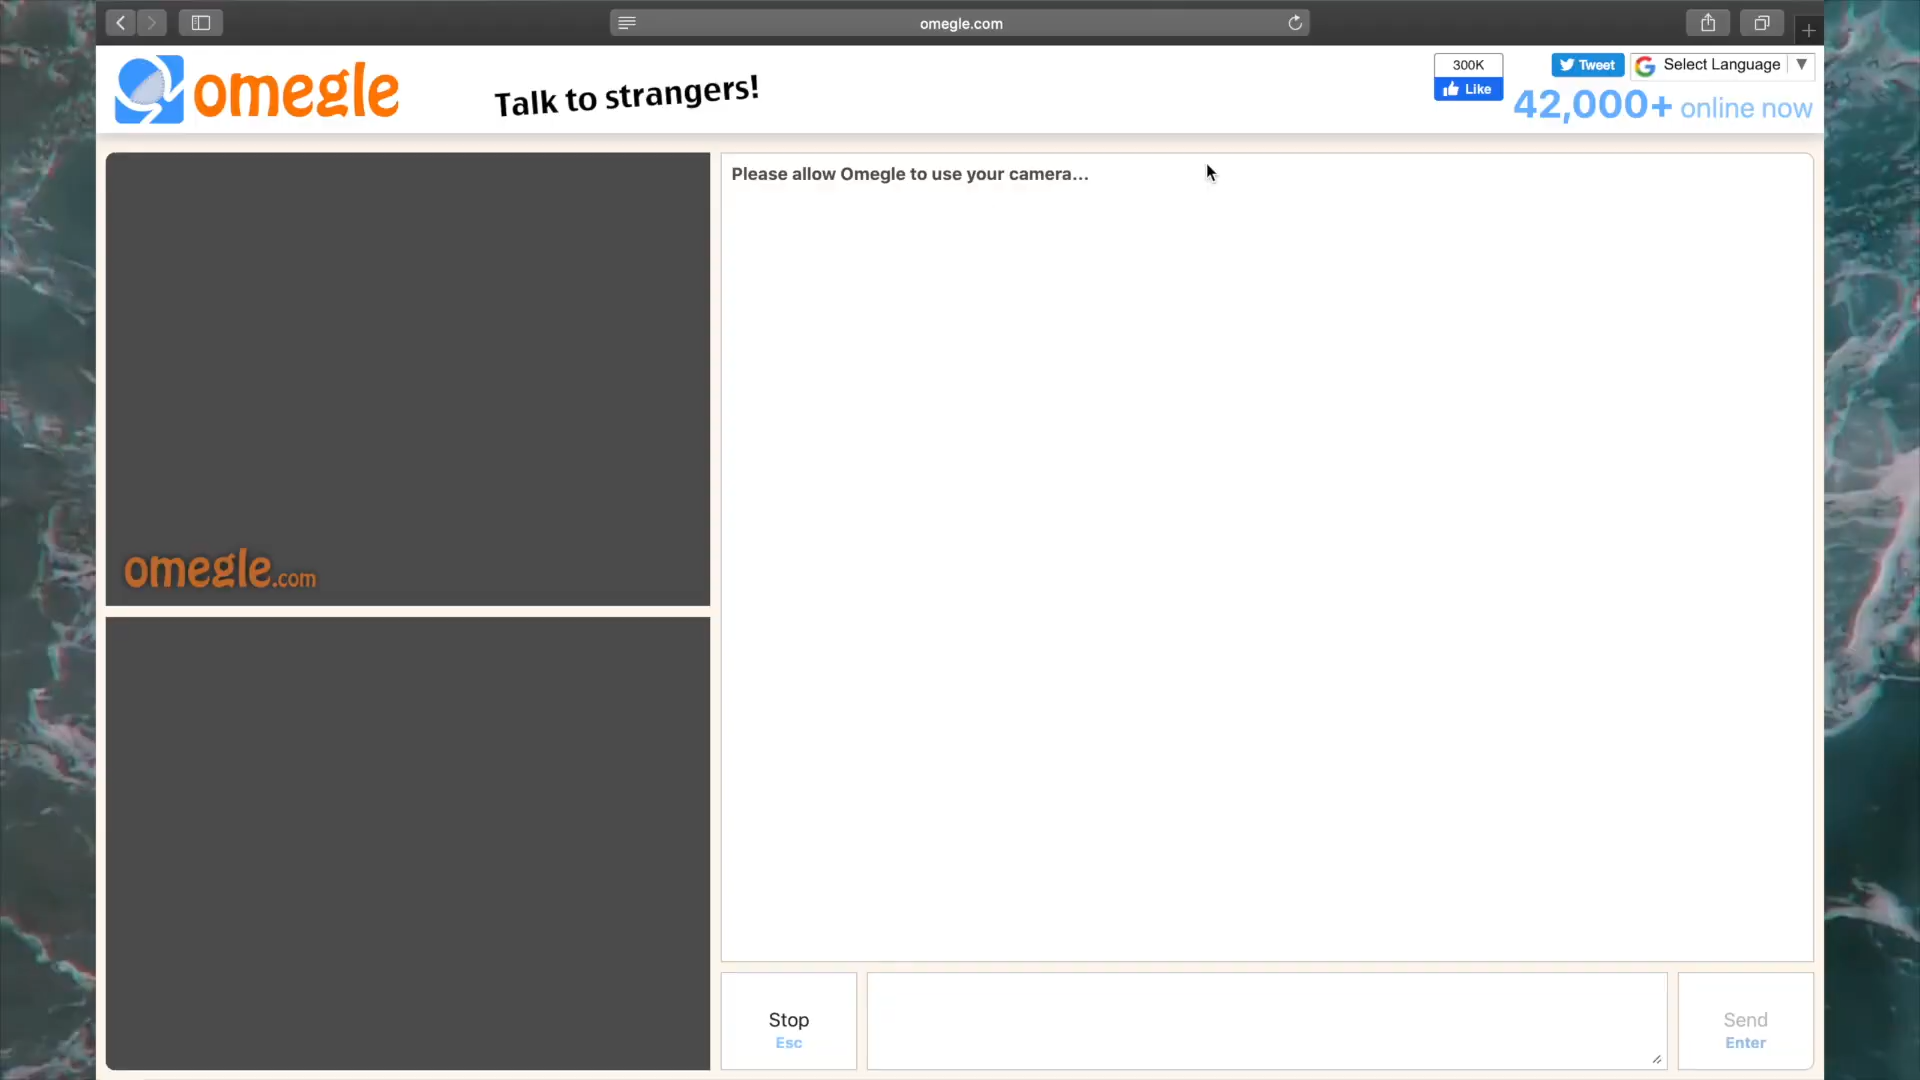 omegle.com
omegle
Talk to strangers!
300K
Like
Tweet
Select Language
42,000+ online now
Please allow Omegle to use your camera...
omegle.com
Stop
Esc
Send
Enter